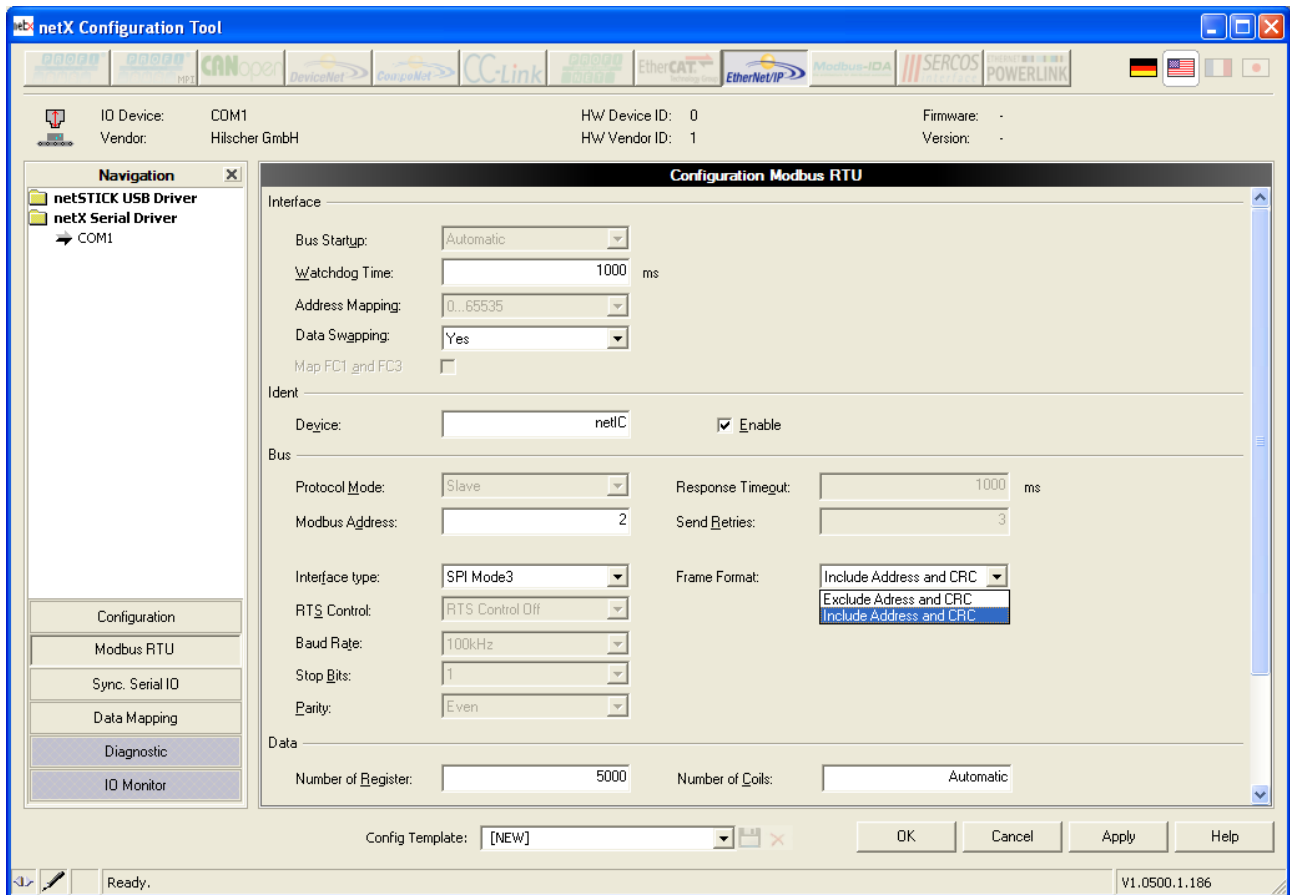 netX Configuration Tool
PROFI PROFI MPI CANopen DeviceNet CompoNet CC-Link EtherCAT Technology Group EtherNet/IP Modbus-IDA SERCOS interface ETHERNET POWERLINK
IO Device: COM1 HW Device ID: 0 Firmware: -
Vendor: Hilscher GmbH HW Vendor ID: 1 Version: -
Navigation
netSTICK USB Driver
netX Serial Driver
COM1
Configuration
Modbus RTU
Sync. Serial IO
Data Mapping
Diagnostic
IO Monitor
Configuration Modbus RTU
Interface
Bus Startup: Automatic
Watchdog Time: 1000 ms
Address Mapping: 0...65535
Data Swapping: Yes
Map FC1 and FC3
Ident
Device: netIC Enable
Bus
Protocol Mode: Slave Response Timeout: 1000 ms
Modbus Address: 2 Send Retries: 3
Interface type: SPI Mode3 Frame Format: Include Address and CRC
Exclude Adress and CRC
Include Address and CRC
RTS Control: RTS Control Off
Baud Rate: 100kHz
Stop Bits: 1
Parity: Even
Data
Number of Register: 5000 Number of Coils: Automatic
Config Template: [NEW] OK Cancel Apply Help
Ready. V1.0500.1.186